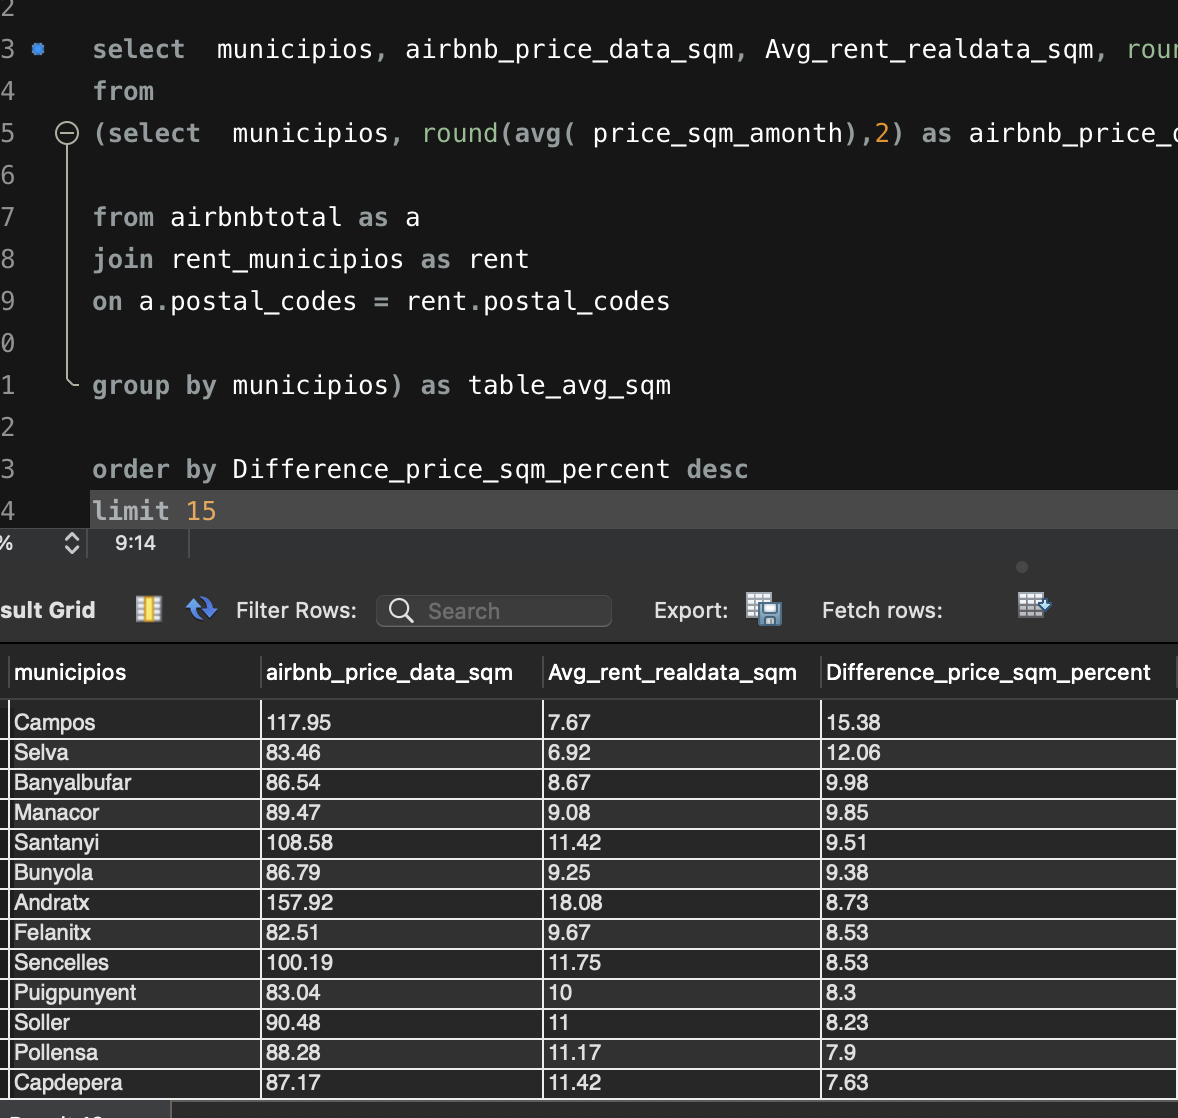 2
3 select municipios, airbnb_price_data_sqm, Avg_rent_realdata_sqm, rour
4 from
5 (select municipios, round(avg( price_sqm_amonth),2) as airbnb_price_
6
7 from airbnbtotal as a
8 join rent_municipios as rent
9 on a.postal_codes = rent.postal_codes
0
1 group by municipios) as table_avg_sqm
2
3 order by Difference_price_sqm_percent desc
4 limit 15
% 9:14
sult Grid Filter Rows: Search Export: Fetch rows:
municipios airbnb_price_data_sqm Avg_rent_realdata_sqm Difference_price_sqm_percent
Campos 117.95 7.67 15.38
Selva 83.46 6.92 12.06
Banyalbufar 86.54 8.67 9.98
Manacor 89.47 9.08 9.85
Santanyi 108.58 11.42 9.51
Bunyola 86.79 9.25 9.38
Andratx 157.92 18.08 8.73
Felanitx 82.51 9.67 8.53
Sencelles 100.19 11.75 8.53
Puigpunyent 83.04 10 8.3
Soller 90.48 11 8.23
Pollensa 88.28 11.17 7.9
Capdepera 87.17 11.42 7.63